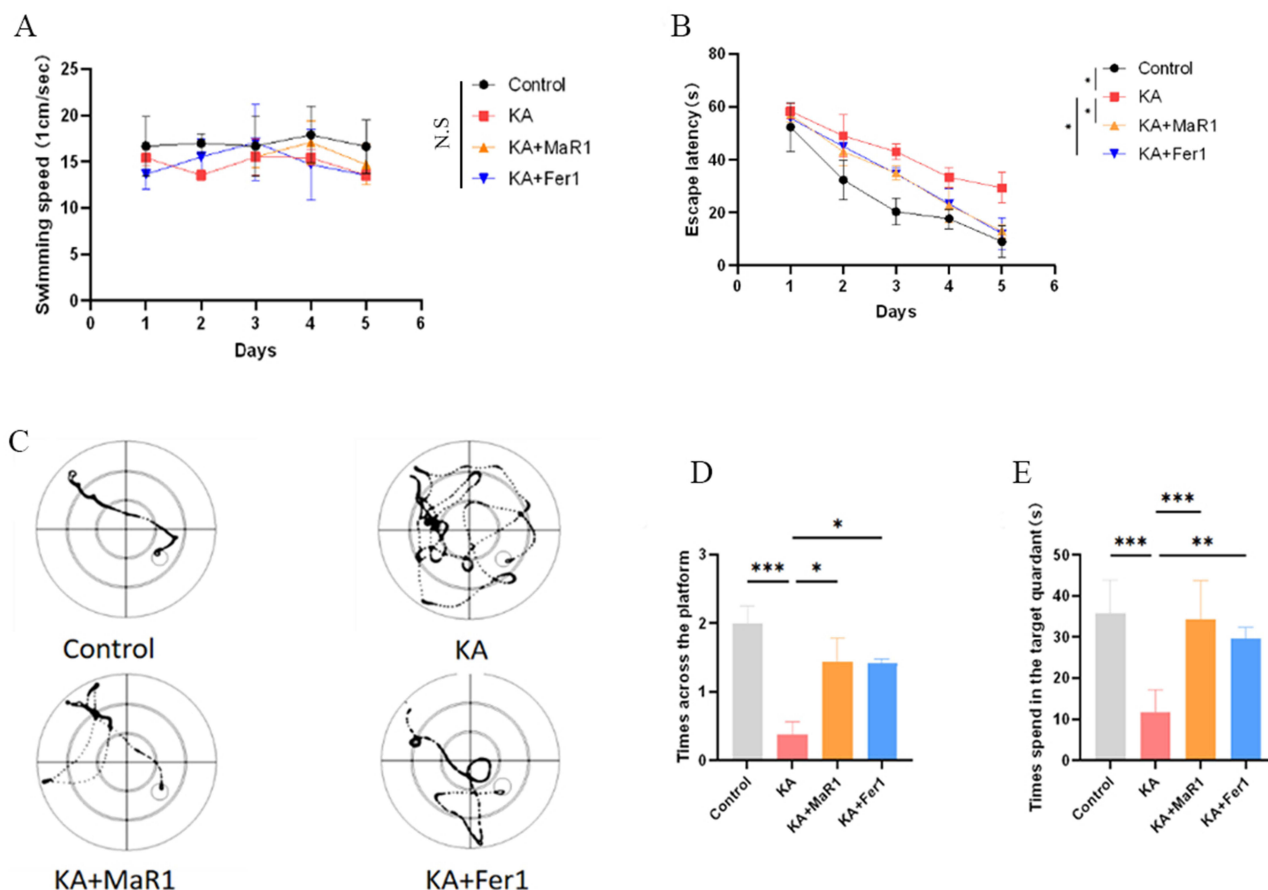 A
Swimming speed (1cm/sec)
25
20
15
10
5
0
0 1 2 3 4 5 6
Days
N.S
Control
KA
KA+MaR1
KA+Fer1
B
Escape latency(s)
80
60
40
20
0
0 1 2 3 4 5 6
Days
*
*
*
Control
KA
KA+MaR1
KA+Fer1
C
Control
KA
KA+MaR1
KA+Fer1
D
Times across the platform
3
2
1
0
*
*** *
Control
KA
KA+MaR1
KA+Fer1
E
Times spend in the target quardant(s)
50
40
30
20
10
0
***
*** **
Control
KA
KA+MaR1
KA+Fer1